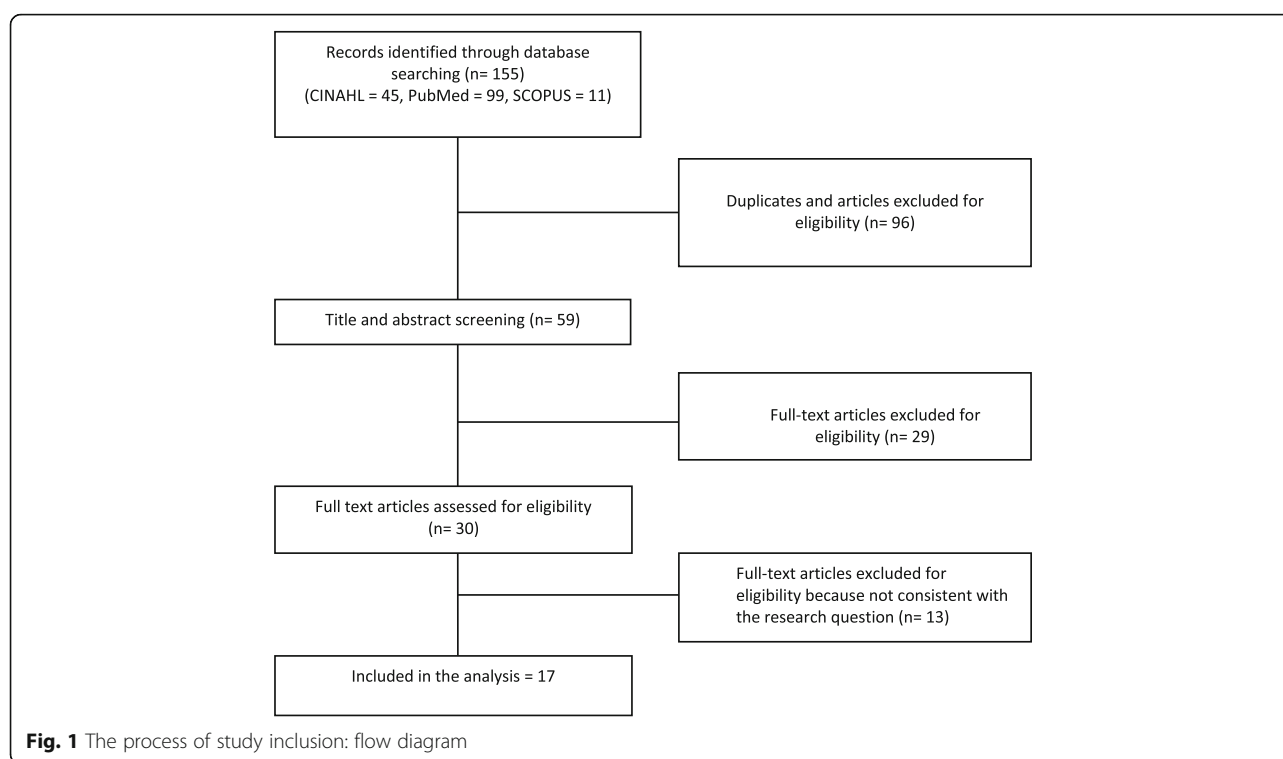 Records identified through database
searching (n= 155)
(CINAHL = 45, PubMed = 99, SCOPUS = 11)
Duplicates and articles excluded for
eligibility (n= 96)
Title and abstract screening (n= 59)
Full-text articles excluded for
eligibility (n= 29)
Full text articles assessed for eligibility
(n= 30)
Full-text articles excluded for
eligibility because not consistent with
the research question (n= 13)
Included in the analysis = 17
Fig. 1 The process of study inclusion: flow diagram